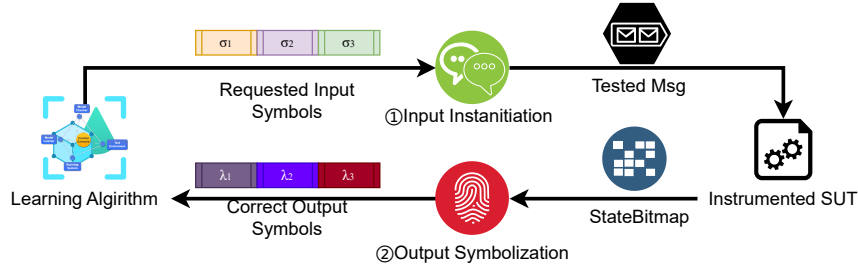 σ1 σ2 σ3
Requested Input
Symbols
①Input Instanitiation
Tested Msg
Learning Algirithm
λ1 λ2 λ3
Correct Output
Symbols
②Output Symbolization
StateBitmap
Instrumented SUT